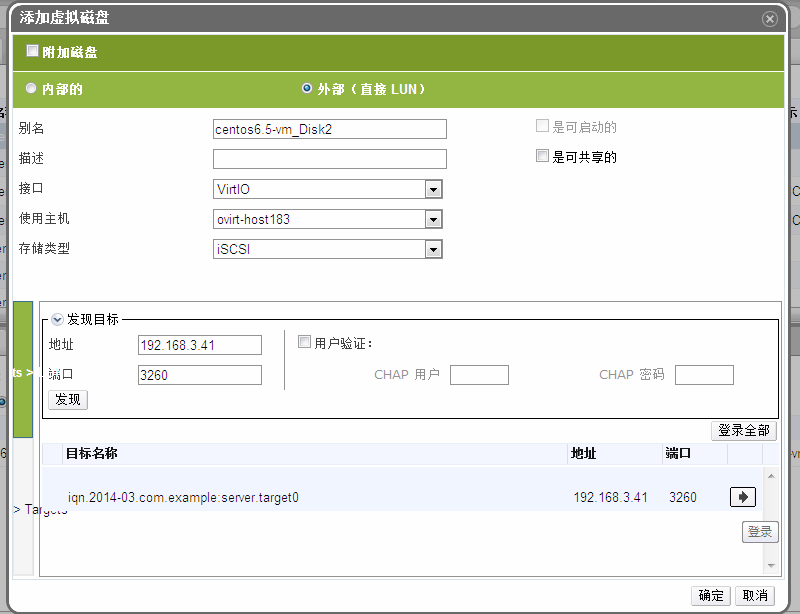 添加虚拟磁盘
附加磁盘
内部的 外部（直接 LUN）
别名 centos6.5-vm_Disk2 是可启动的
描述 是可共享的
接口 VirtIO
使用主机 ovirt-host183
存储类型 iSCSI
发现目标
地址 192.168.3.41 用户验证：
ts > 端口 3260 CHAP 用户 CHAP 密码
发现
登录全部
目标名称 地址 端口
iqn.2014-03.com.example:server.target0 192.168.3.41 3260
> Targets
登录
确定 取消